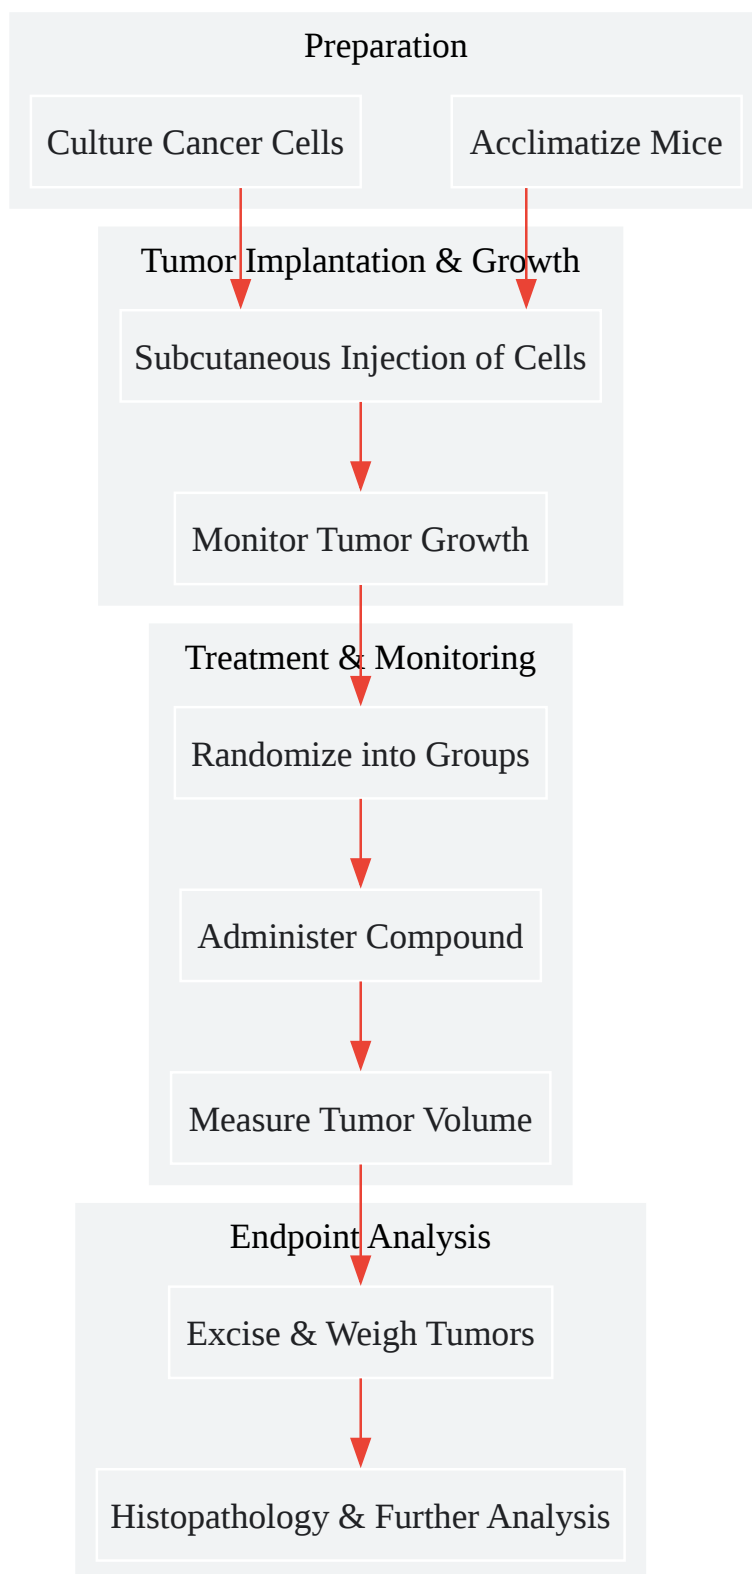 Preparation
Culture Cancer Cells
Acclimatize Mice
Tumor Implantation & Growth
Subcutaneous Injection of Cells
Monitor Tumor Growth
Treatment & Monitoring
Randomize into Groups
Administer Compound
Measure Tumor Volume
Endpoint Analysis
Excise & Weigh Tumors
Histopathology & Further Analysis